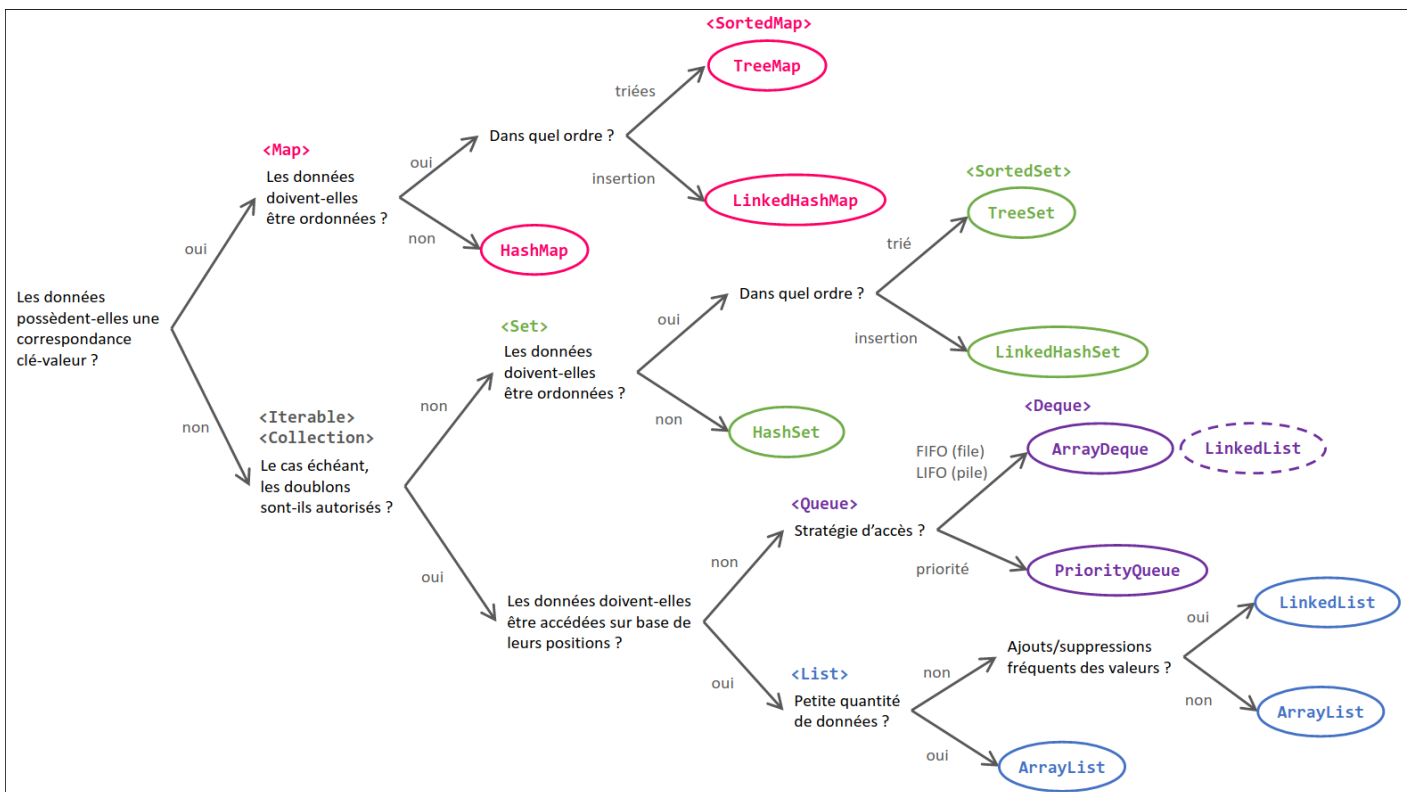 <SortedMap>
TreeMap
triées
Dans quel ordre ?
<Map>
oui
Les données
doivent-elles
être ordonnées ?
insertion
LinkedHashMap
<SortedSet>
TreeSet
non
HashMap
oui
trié
Les données
possèdent-elles une
correspondance
clé-valeur ?
Dans quel ordre ?
oui
<Set>
Les données
doivent-elles
être ordonnées ?
insertion
LinkedHashSet
non
<Iterable>
<Collection>
Le cas échéant,
les doublons
sont-ils autorisés ?
non
non
HashSet
<Deque>
FIFO (file)
LIFO (pile)
ArrayDeque
LinkedList
<Queue>
Stratégie d’accès ?
non
priorité
PriorityQueue
oui
Les données doivent-elles
être accédées sur base de
leurs positions ?
LinkedList
oui
Ajouts/suppressions
fréquents des valeurs ?
oui
<List>
Petite quantité
de données ?
non
non
ArrayList
oui
ArrayList